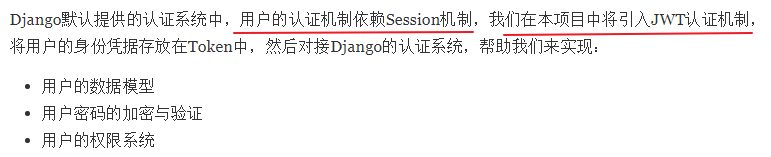 Django默认提供的认证系统中，用户的认证机制依赖Session机制，我们在本项目中将引入JWT认证机制，
将用户的身份凭据存放在Token中，然后对接Django的认证系统，帮助我们来实现：
• 用户的数据模型
• 用户密码的加密与验证
• 用户的权限系统